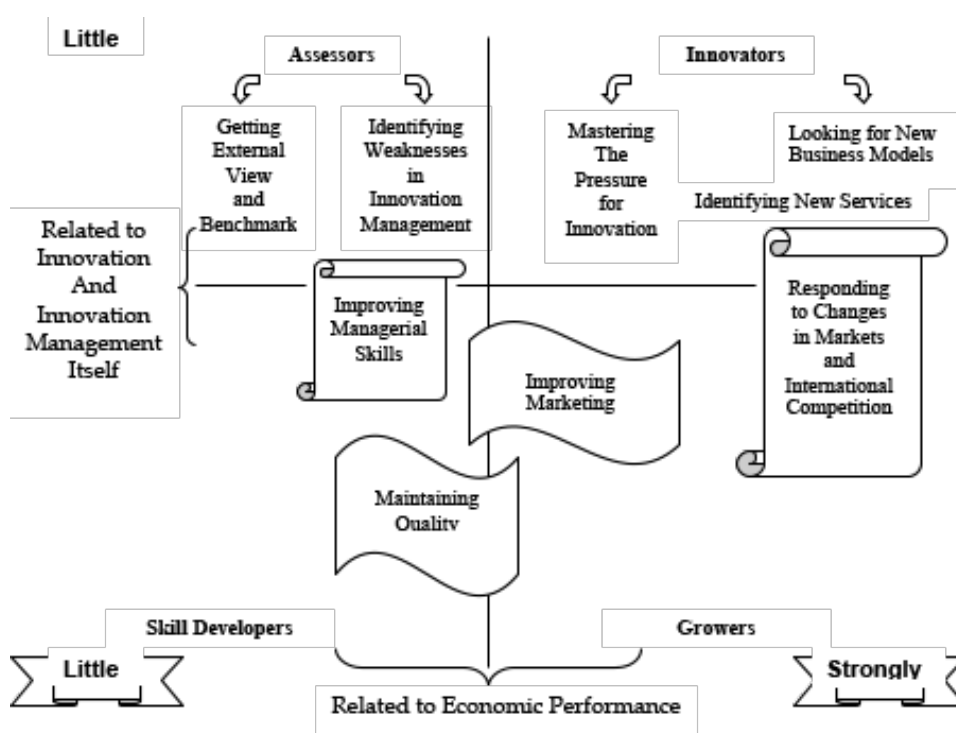 Little
Assessors
Innovators
Getting
External
View
and
Benchmark
Identifying
Weaknesses
in
Innovation
Management
Mastering
The
Pressure
for
Innovation
Looking for New
Business Models
Identifying New Services
Related to
Innovation
And
Innovation
Management
Itself
Improving
Managerial
Skills
Responding
to Changes
in Markets
and
International
Competition
Improving
Marketing
Maintaining
Quality
Skill Developers
Growers
Little
Strongly
Related to Economic Performance